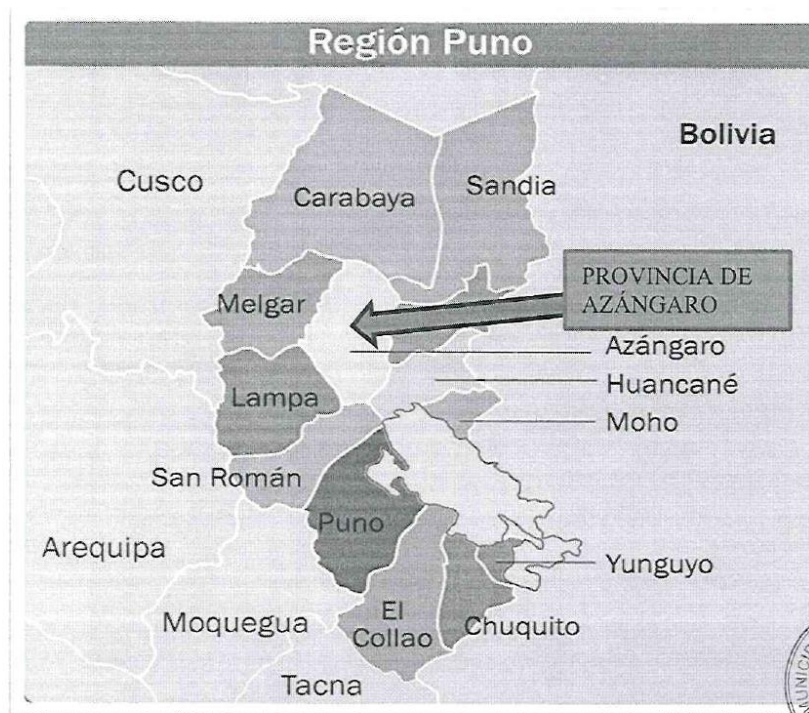 Región Puno
Bolivia
Cusco
Carabaya
Sandia
PROVINCIA DE
AZÁNGARO
Melgar
Azángaro
Huancané
Lampa
Moho
San Román
Puno
Arequipa
Yunguyo
Moquegua
El
Collao
Chuquito
Tacna